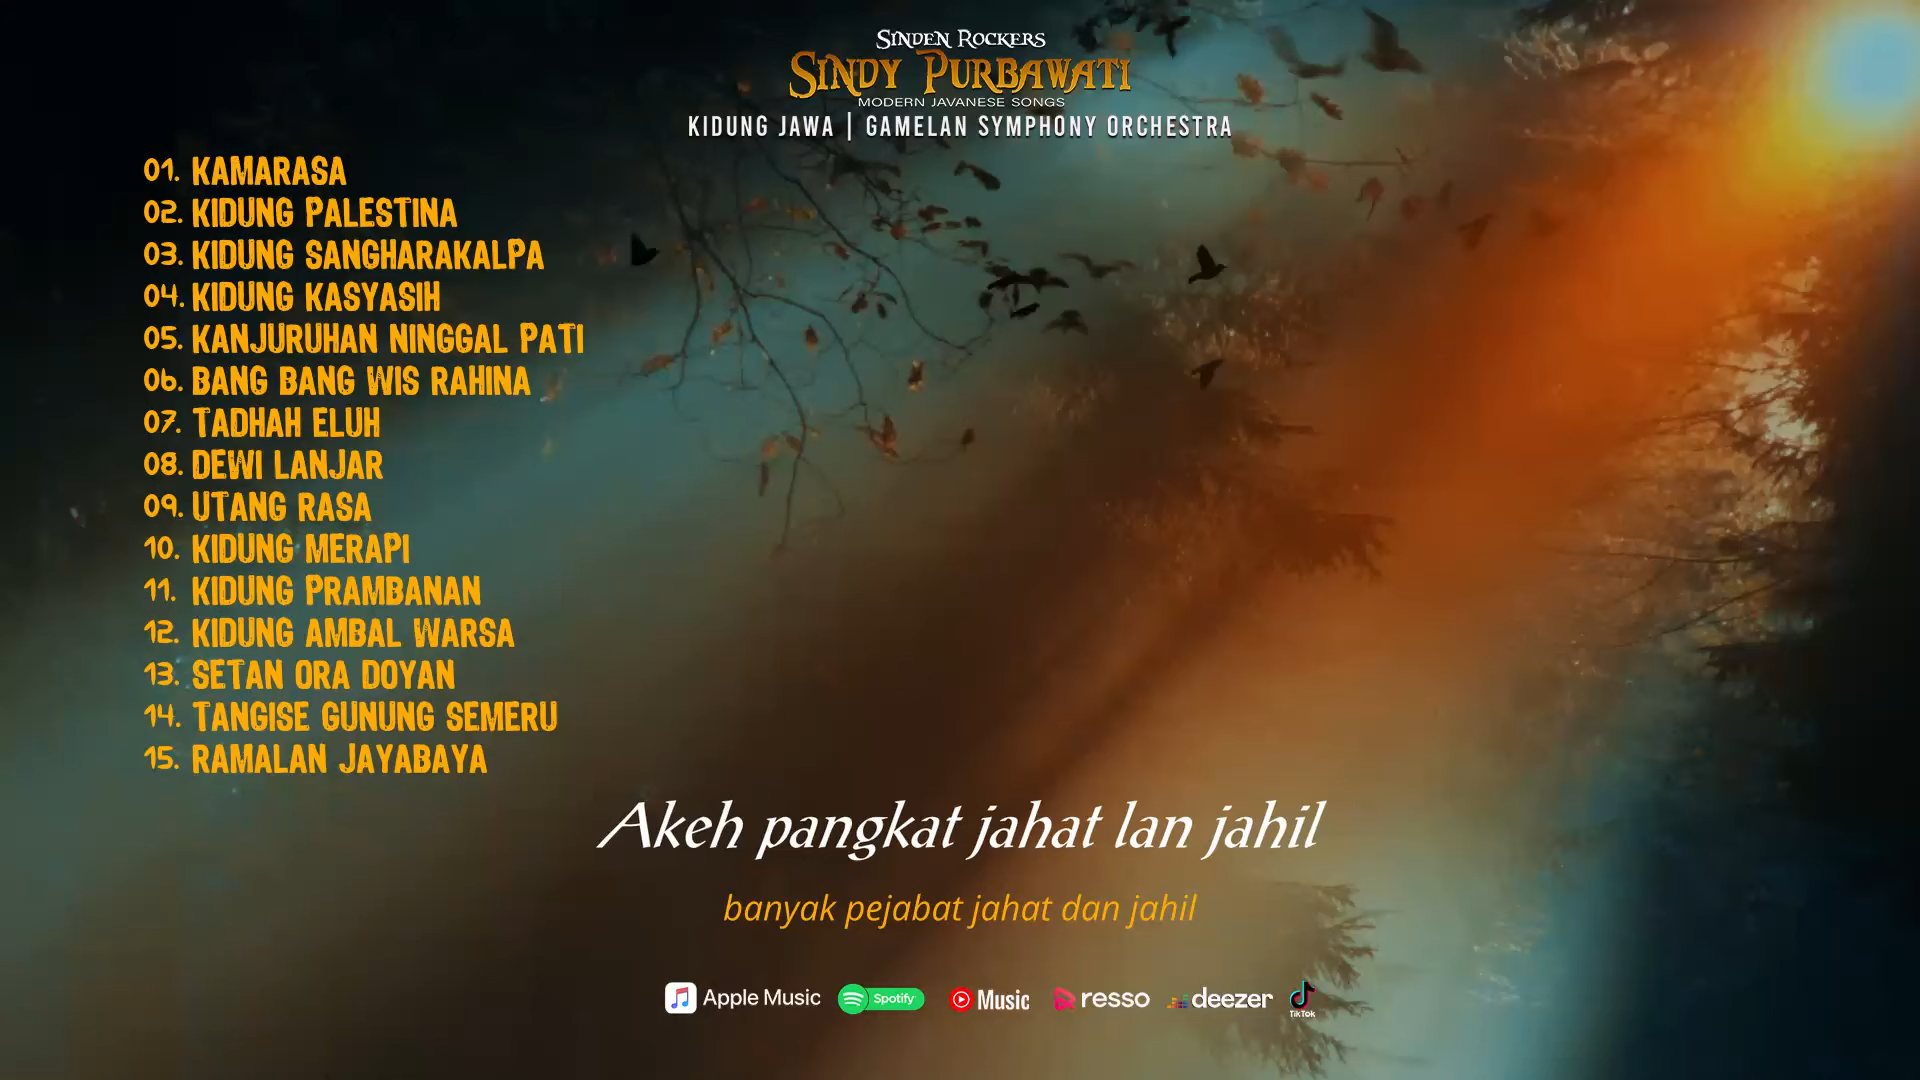 SINDEN ROCKERS
SINDY PURBAWATI
MODERN JAVANESE SONGS
KIDUNG JAWA | GAMELAN SYMPHONY ORCHESTRA
01. KAMARASA
02. KIDUNG PALESTINA
03. KIDUNG SANGHARAKALPA
04. KIDUNG KASYASIH
05. KANJURUHAN NINGGAL PATI
06. BANG BANG WIS RAHINA
07. TADHAH ELUH
08. DEWI LANJAR
09. UTANG RASA
10. KIDUNG MERAPI
11. KIDUNG PRAMBANAN
12. KIDUNG AMBAL WARSA
13. SETAN ORA DOYAN
14. TANGISE GUNUNG SEMERU
15. RAMALAN JAYABAYA
Akeh pangkat jahat lan jahil
banyak pejabat jahat dan jahil
Apple Music Spotify Music resso deezer TikTok